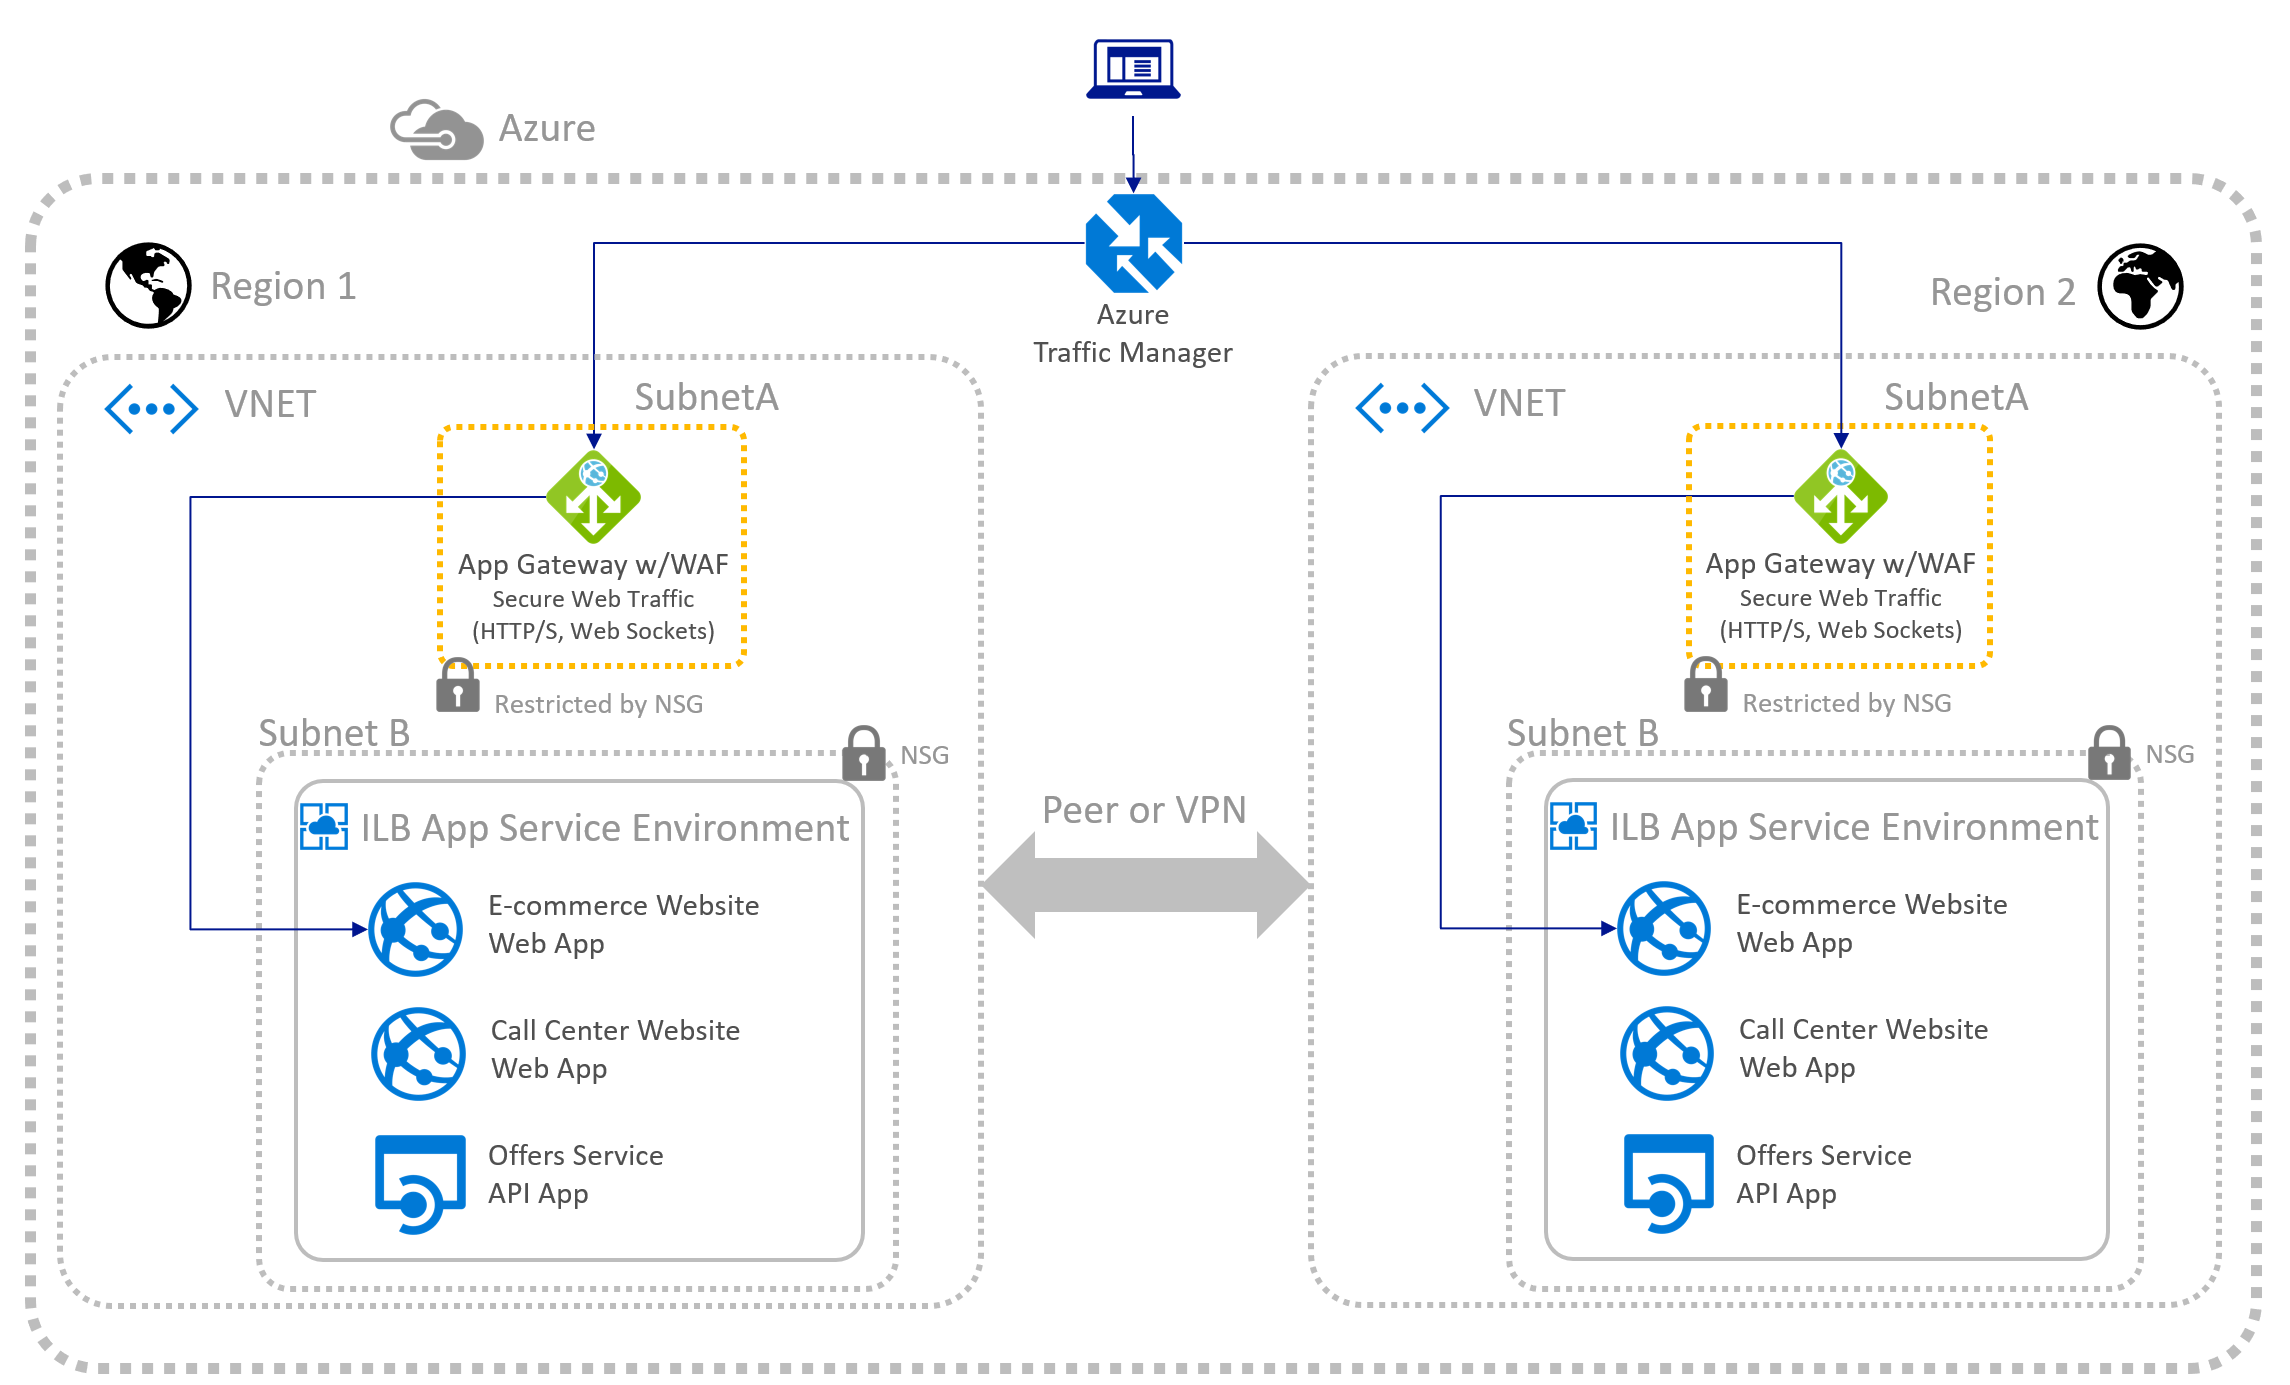 Azure
Region 1
Azure
Traffic Manager
Region 2
VNET
SubnetA
App Gateway w/WAF
Secure Web Traffic
(HTTP/S, Web Sockets)
Restricted by NSG
Subnet B
NSG
ILB App Service Environment
E-commerce Website
Web App
Call Center Website
Web App
Offers Service
API App
Peer or VPN
VNET
SubnetA
App Gateway w/WAF
Secure Web Traffic
(HTTP/S, Web Sockets)
Restricted by NSG
Subnet B
NSG
ILB App Service Environment
E-commerce Website
Web App
Call Center Website
Web App
Offers Service
API App